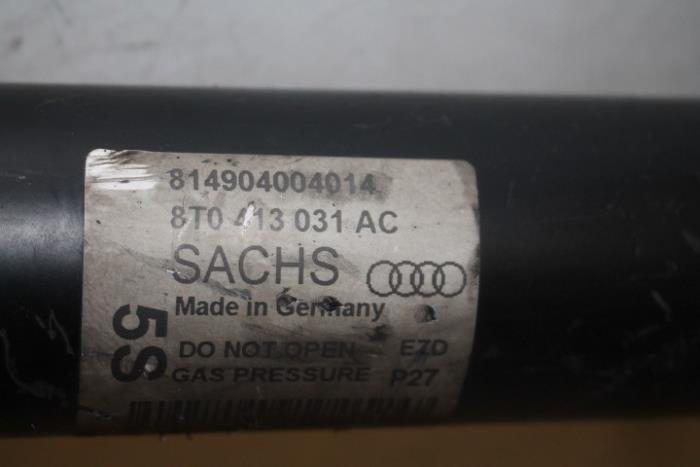 814904004014
8T0 413 031 AC
SACHS
Made in Germany
5S
DO NOT OPEN EZD
GAS PRESSURE P27